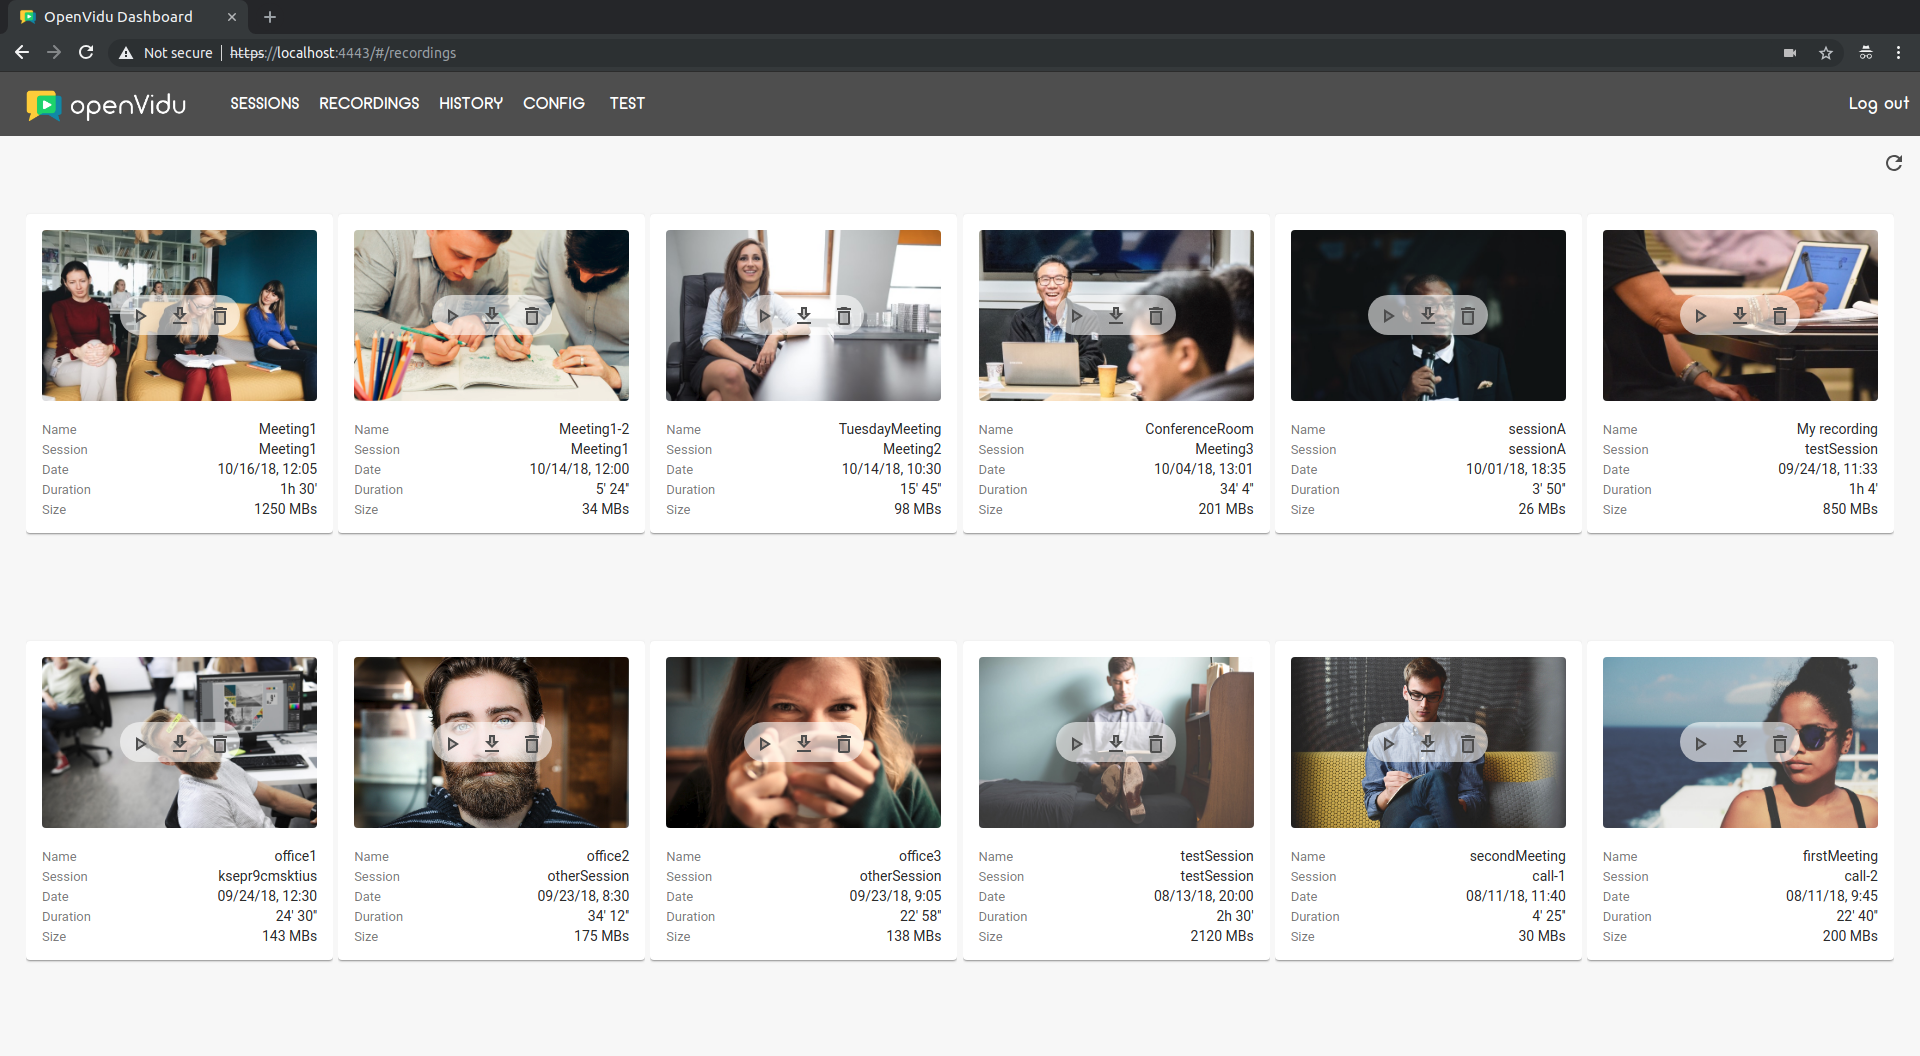 OpenVidu Dashboard
Not secure | https://localhost:4443/#/recordings
openVidu SESSIONS RECORDINGS HISTORY CONFIG TEST Log out
Name Meeting1
Session Meeting1
Date 10/16/18, 12:05
Duration 1h 30'
Size 1250 MBs
Name Meeting1-2
Session Meeting1
Date 10/14/18, 12:00
Duration 5' 24"
Size 34 MBs
Name TuesdayMeeting
Session Meeting2
Date 10/14/18, 10:30
Duration 15' 45"
Size 98 MBs
Name ConferenceRoom
Session Meeting3
Date 10/04/18, 13:01
Duration 34' 4"
Size 201 MBs
Name sessionA
Session sessionA
Date 10/01/18, 18:35
Duration 3' 50"
Size 26 MBs
Name My recording
Session testSession
Date 09/24/18, 11:33
Duration 1h 4'
Size 850 MBs
Name office1
Session ksepr9cmsktius
Date 09/24/18, 12:30
Duration 24' 30"
Size 143 MBs
Name office2
Session otherSession
Date 09/23/18, 8:30
Duration 34' 12"
Size 175 MBs
Name office3
Session otherSession
Date 09/23/18, 9:05
Duration 22' 58"
Size 138 MBs
Name testSession
Session testSession
Date 08/13/18, 20:00
Duration 2h 30'
Size 2120 MBs
Name secondMeeting
Session call-1
Date 08/11/18, 11:40
Duration 4' 25"
Size 30 MBs
Name firstMeeting
Session call-2
Date 08/11/18, 9:45
Duration 22' 40"
Size 200 MBs